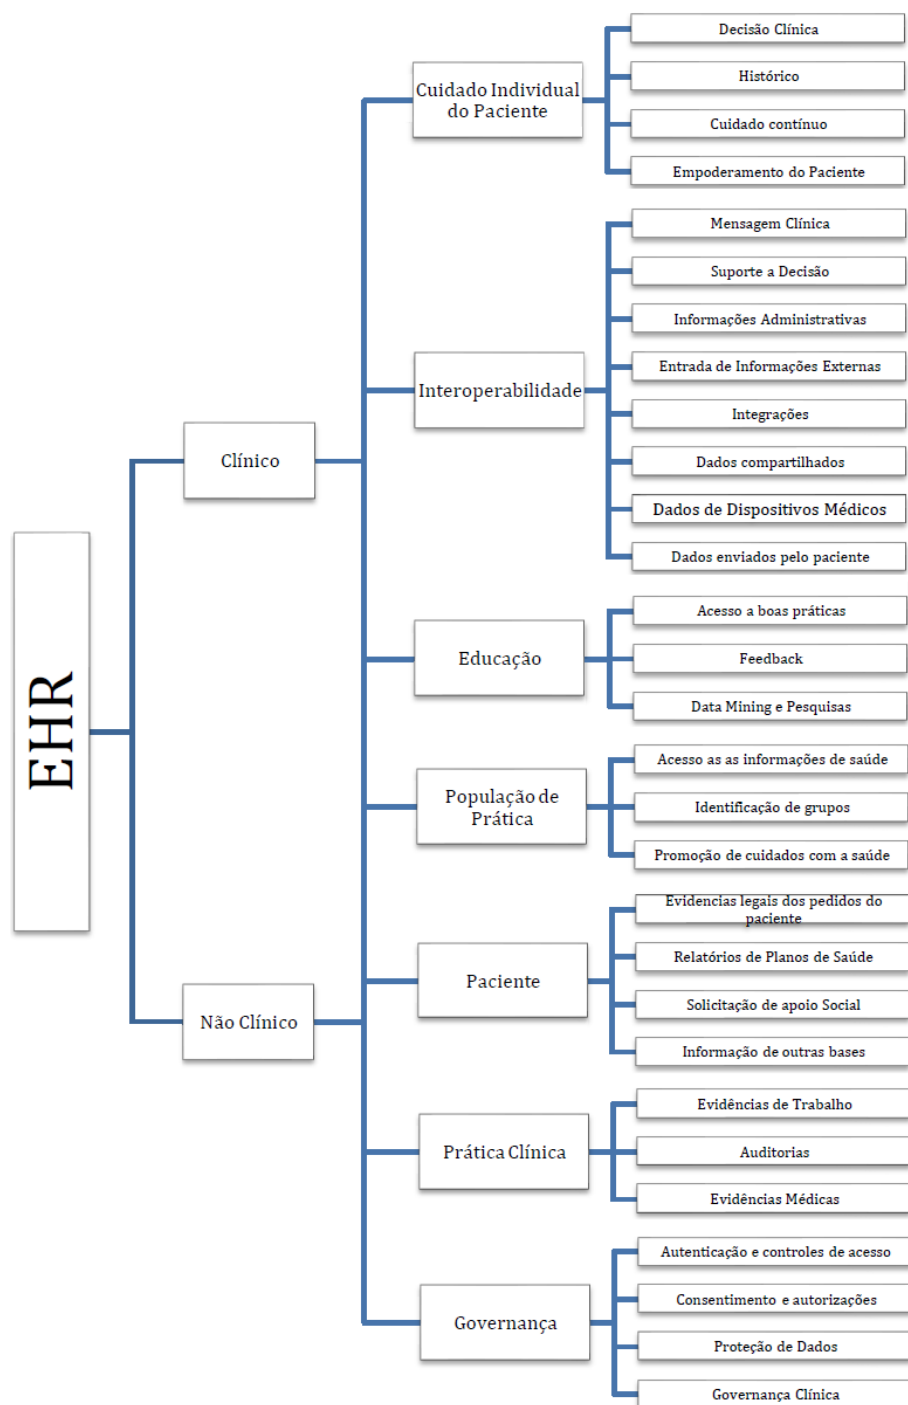 EHR
Clínico
Não Clínico
Cuidado Individual
do Paciente
Decisão Clínica
Histórico
Cuidado contínuo
Empoderamento do Paciente
Interoperabilidade
Mensagem Clínica
Suporte a Decisão
Informações Administrativas
Entrada de Informações Externas
Integrações
Dados compartilhados
Dados de Dispositivos Médicos
Dados enviados pelo paciente
Educação
Acesso a boas práticas
Feedback
Data Mining e Pesquisas
População de
Prática
Acesso as as informações de saúde
Identificação de grupos
Promoção de cuidados com a saúde
Paciente
Evidencias legais dos pedidos do
paciente
Relatórios de Planos de Saúde
Solicitação de apoio Social
Informação de outras bases
Prática Clínica
Evidências de Trabalho
Auditorias
Evidências Médicas
Governança
Autenticação e controles de acesso
Consentimento e autorizações
Proteção de Dados
Governança Clínica